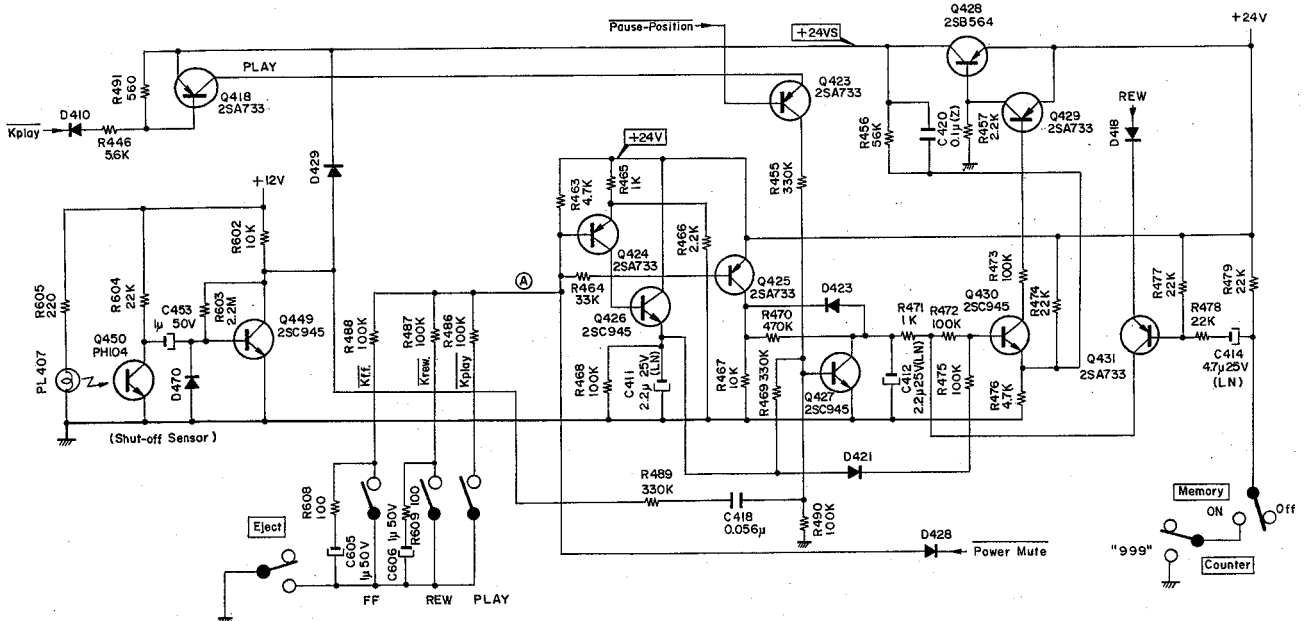 Pause-Position
+24VS
Q428
2SB564
+24V
R491
560
PLAY
Q418
2SA733
Kplay
D410
R446
56K
Q423
2SA733
R456
56K
C420
0.1μ(Z)
R457
2.2K
Q429
2SA733
REW
D418
+12V
D429
+24V
R463
4.7K
R465
1K
R455
330K
R605
220
R604
22K
R602
10K
C453
1μ 50V
R603
2.2M
Q449
2SC945
Q450
PH104
PL407
D470
(Shut-off Sensor)
A
Q424
2SA733
R466
2.2K
R464
33K
Q425
2SA733
Q426
2SC945
D423
R470
470K
R471
1K
R472
100K
R473
100K
Q430
2SC945
R474
22K
R477
22K
R479
22K
R478
22K
Q431
2SA733
C414
4.7μ25V
(LN)
R488
100K
Kff
R487
100K
Krew
R486
100K
Kplay
R468
100K
C411
2.2μ 25V
(LN)
R467
10K
R469 330K
Q427
2SC945
C412
2.2μ25V(LN)
R475
100K
R476
4.7K
D421
R489
330K
C418
0.056μ
R490
100K
D428
Power Mute
R608
100
C605
1μ50V
C606 1μ 50V
R609 100
Eject
FF REW PLAY
Memory
ON
Off
"999"
Counter